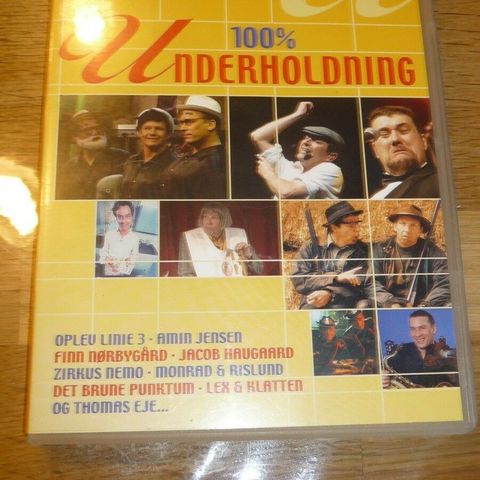 100%
UNDERHOLDNING
OPLEV LINIE 3 · AMIN JENSEN
FINN NØRBYGÅRD · JACOB HAUGAARD
ZIRKUS NEMO · MONRAD & RISLUND
DET BRUNE PUNKTUM · LEX & KLATTEN
OG THOMAS EJE...